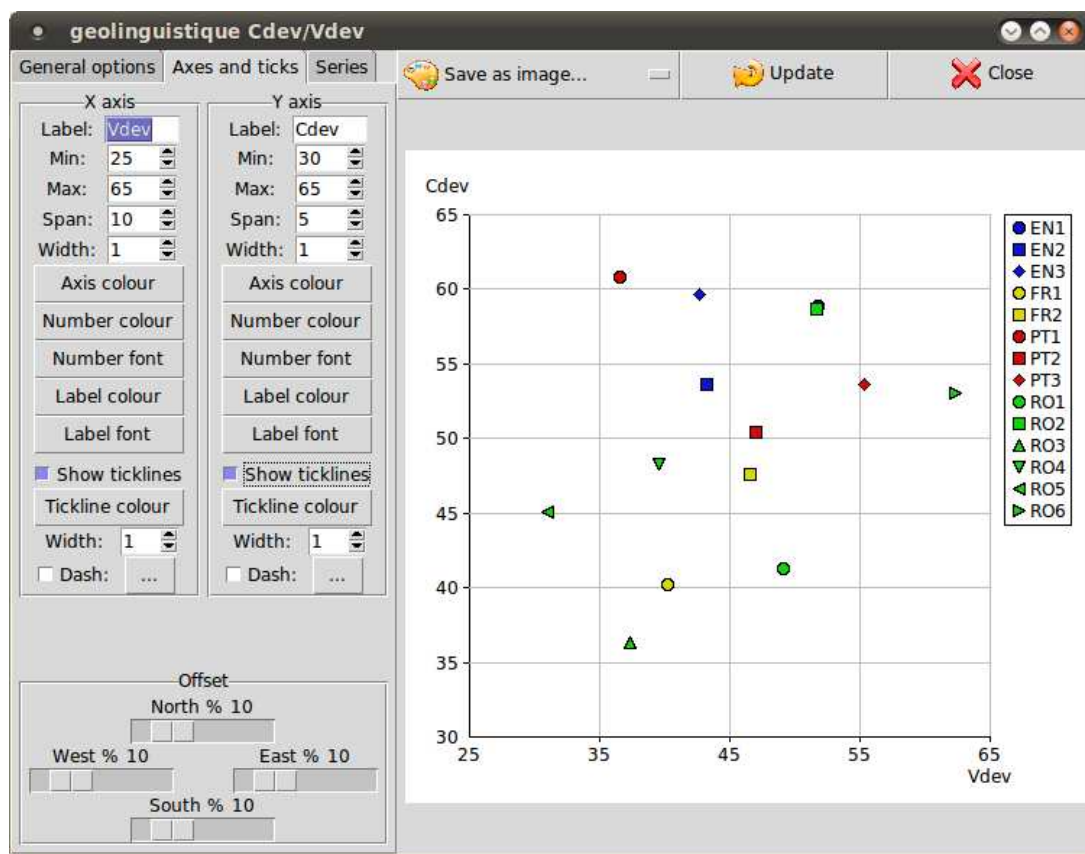 geolinguistique Cdev/Vdev
General options Axes and ticks Series
Save as image... Update Close
X axis Y axis
Label: Vdev Label: Cdev
Min: 25 Min: 30
Max: 65 Max: 65
Span: 10 Span: 5
Width: 1 Width: 1
Axis colour Axis colour
Number colour Number colour
Number font Number font
Label colour Label colour
Label font Label font
Show ticklines Show ticklines
Tickline colour Tickline colour
Width: 1 Width: 1
Dash: ... Dash: ...
Offset
North % 10
West % 10 East % 10
South % 10
Cdev
65
60
55
50
45
40
35
30
25 35 45 55 65
Vdev
EN1
EN2
EN3
FR1
FR2
PT1
PT2
PT3
RO1
RO2
RO3
RO4
RO5
RO6